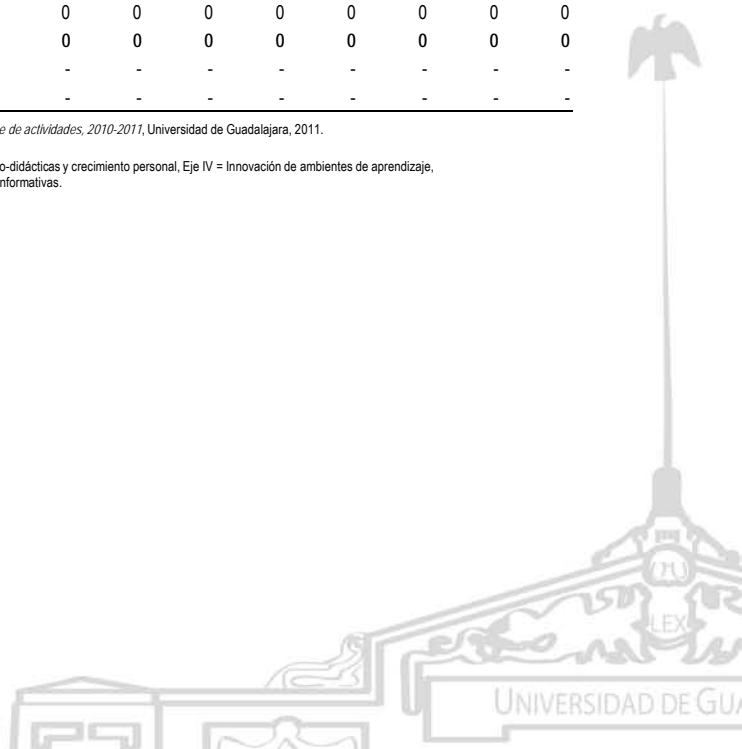 0 0 0 0 0 0 0 0
0 0 0 0 0 0 0 0
- - - - - - - -
- - - - - - - -
e de actividades, 2010-2011, Universidad de Guadalajara, 2011.
o-didácticas y crecimiento personal, Eje IV = Innovación de ambientes de aprendizaje,
nformativas.
LEX
UNIVERSIDAD DE GUA